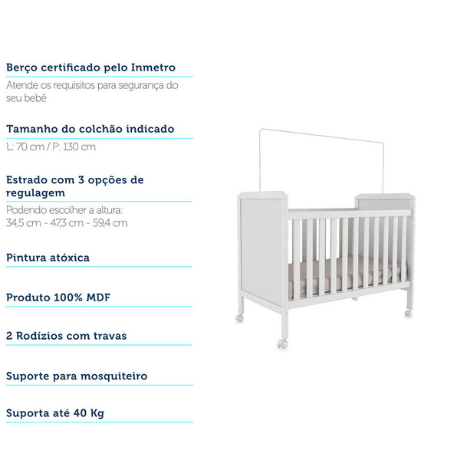 Berço certificado pelo Inmetro
Atende os requisitos para segurança do
seu bebê
Tamanho do colchão indicado
L: 70 cm / P: 130 cm
Estrado com 3 opções de
regulagem
Podendo escolher a altura:
34,5 cm - 47,3 cm - 59,4 cm
Pintura atóxica
Produto 100% MDF
2 Rodízios com travas
Suporte para mosquiteiro
Suporta até 40 Kg